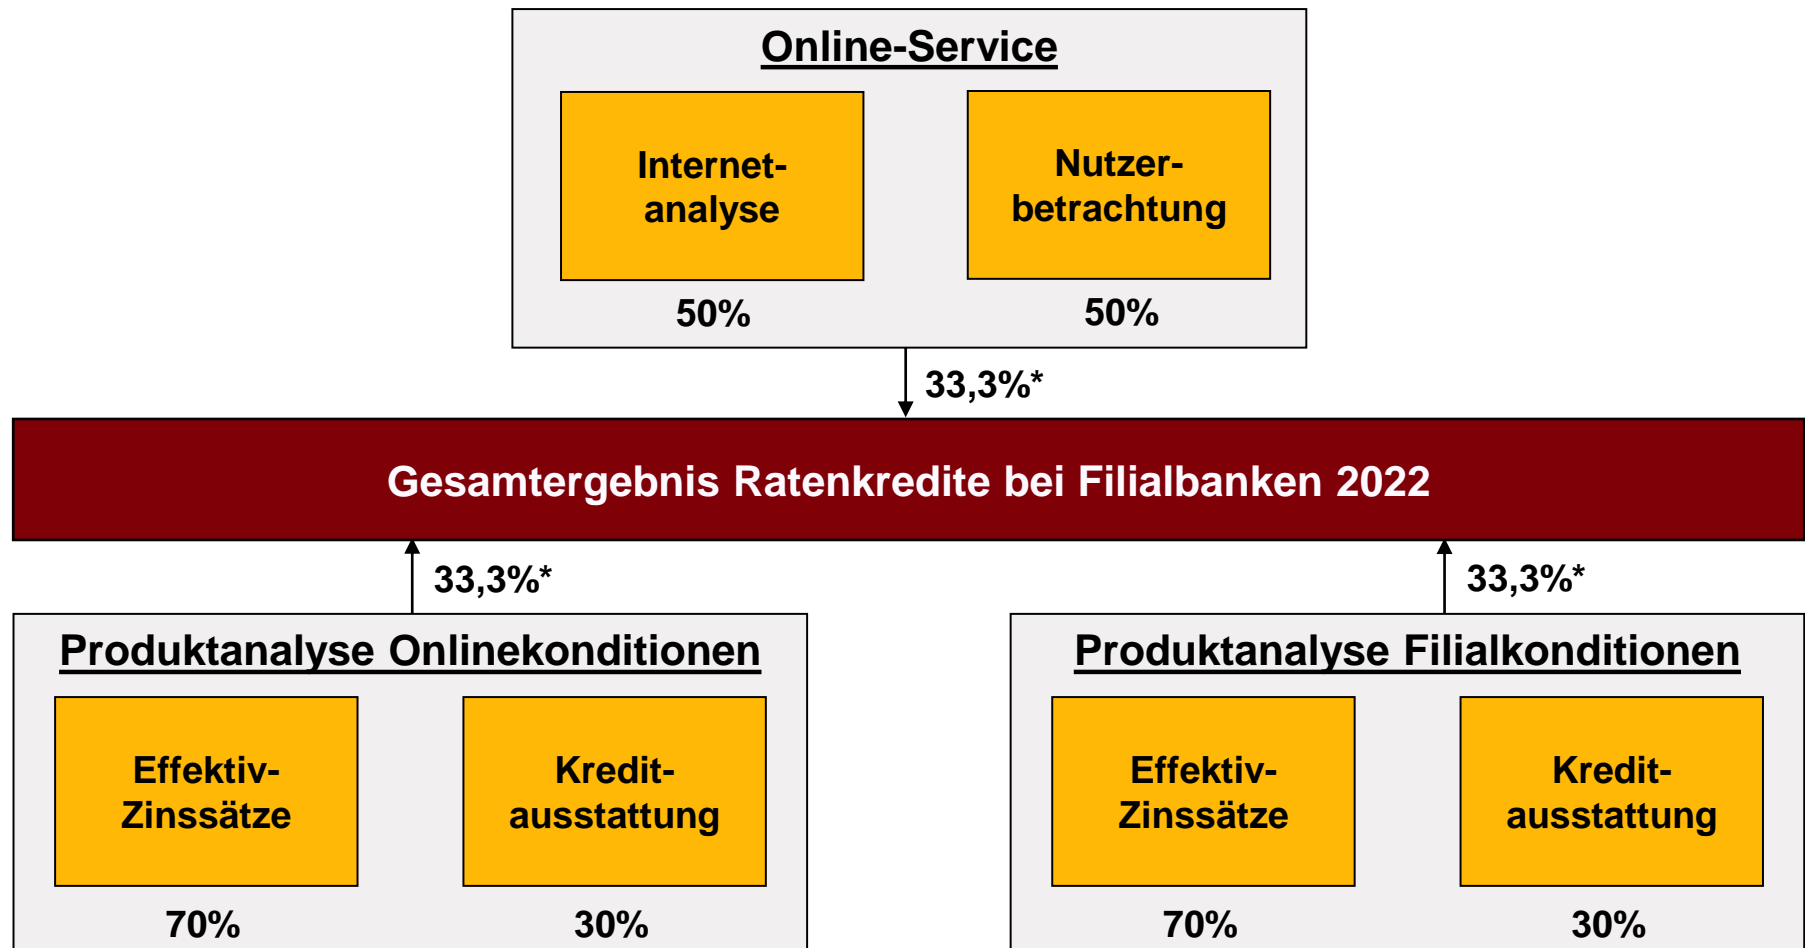 Online-Service
Internet-
analyse
Nutzer-
betrachtung
50%
50%
33,3%*
Gesamtergebnis Ratenkredite bei Filialbanken 2022
33,3%*
33,3%*
Produktanalyse Onlinekonditionen
Effektiv-
Zinssätze
Kredit-
ausstattung
70%
30%
Produktanalyse Filialkonditionen
Effektiv-
Zinssätze
Kredit-
ausstattung
70%
30%